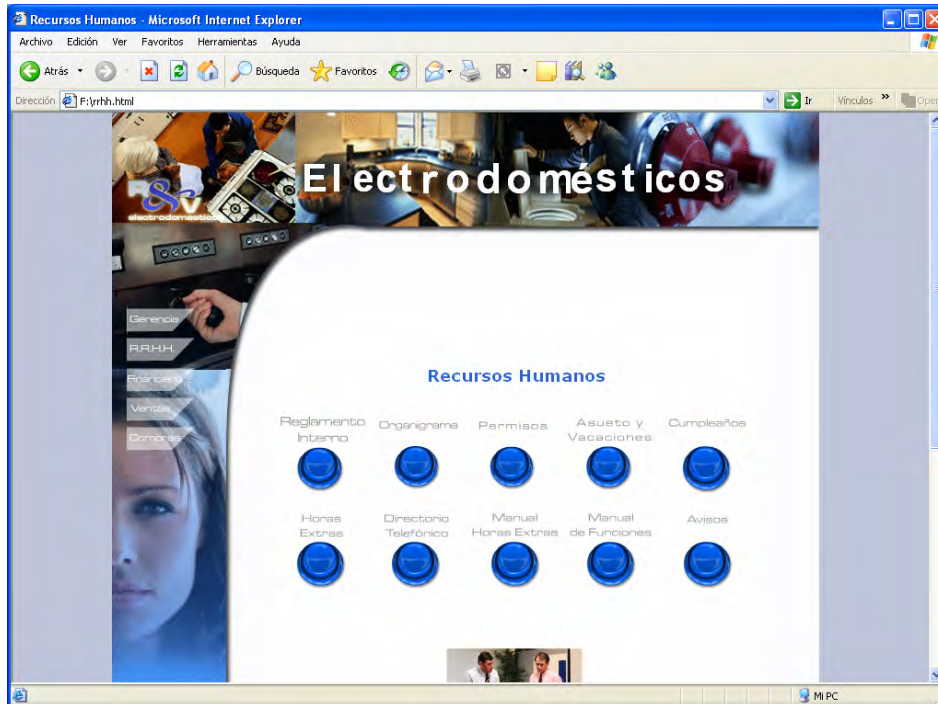 Recursos Humanos - Microsoft Internet Explorer
Archivo Edición Ver Favoritos Herramientas Ayuda
Atrás Búsqueda Favoritos
Dirección F:\rrhh.html Ir Vínculos »
R&V
electrodomesticos
Electrodomésticos
Gerencia
R.R.H.H.
Financiero
Ventas
Compras
Recursos Humanos
Reglamento
Interno
Organigrama
Permisos
Asueto y
Vacaciones
Cumpleaños
Horas
Extras
Directorio
Telefónico
Manual
Horas Extras
Manual
de Funciones
Avisos
Mi PC